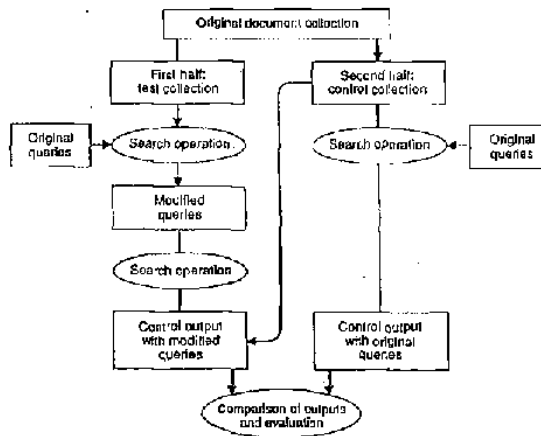 Original document collection
First half:
test collection
Second half:
control collection
Original
queries
Search operation
Search operation
Original
queries
Modified
queries
Search operation
Control output
with modified
queries
Control output
with original
queries
Comparison of outputs
and evaluation